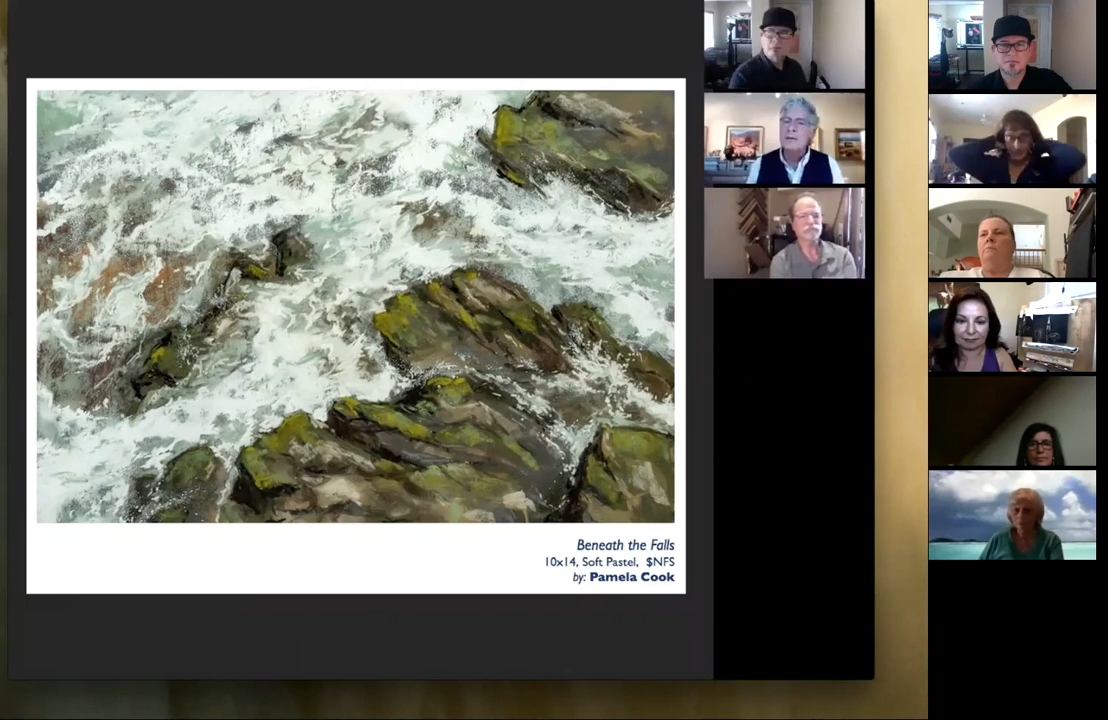 Beneath the Falls
10x14, Soft Pastel, $NFS
by: Pamela Cook